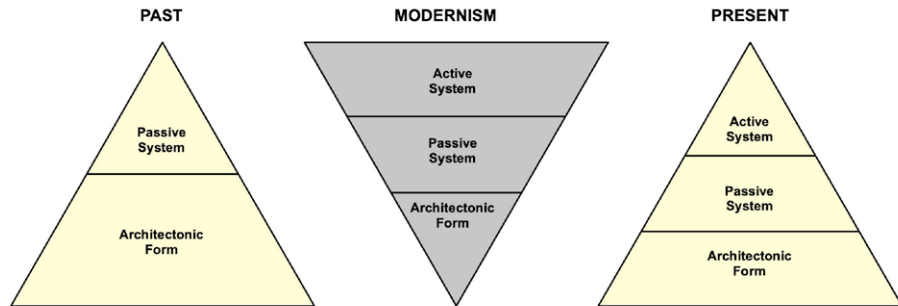 PAST
Passive
System
Architectonic
Form
MODERNISM
Active
System
Passive
System
Architectonic
Form
PRESENT
Active
System
Passive
System
Architectonic
Form